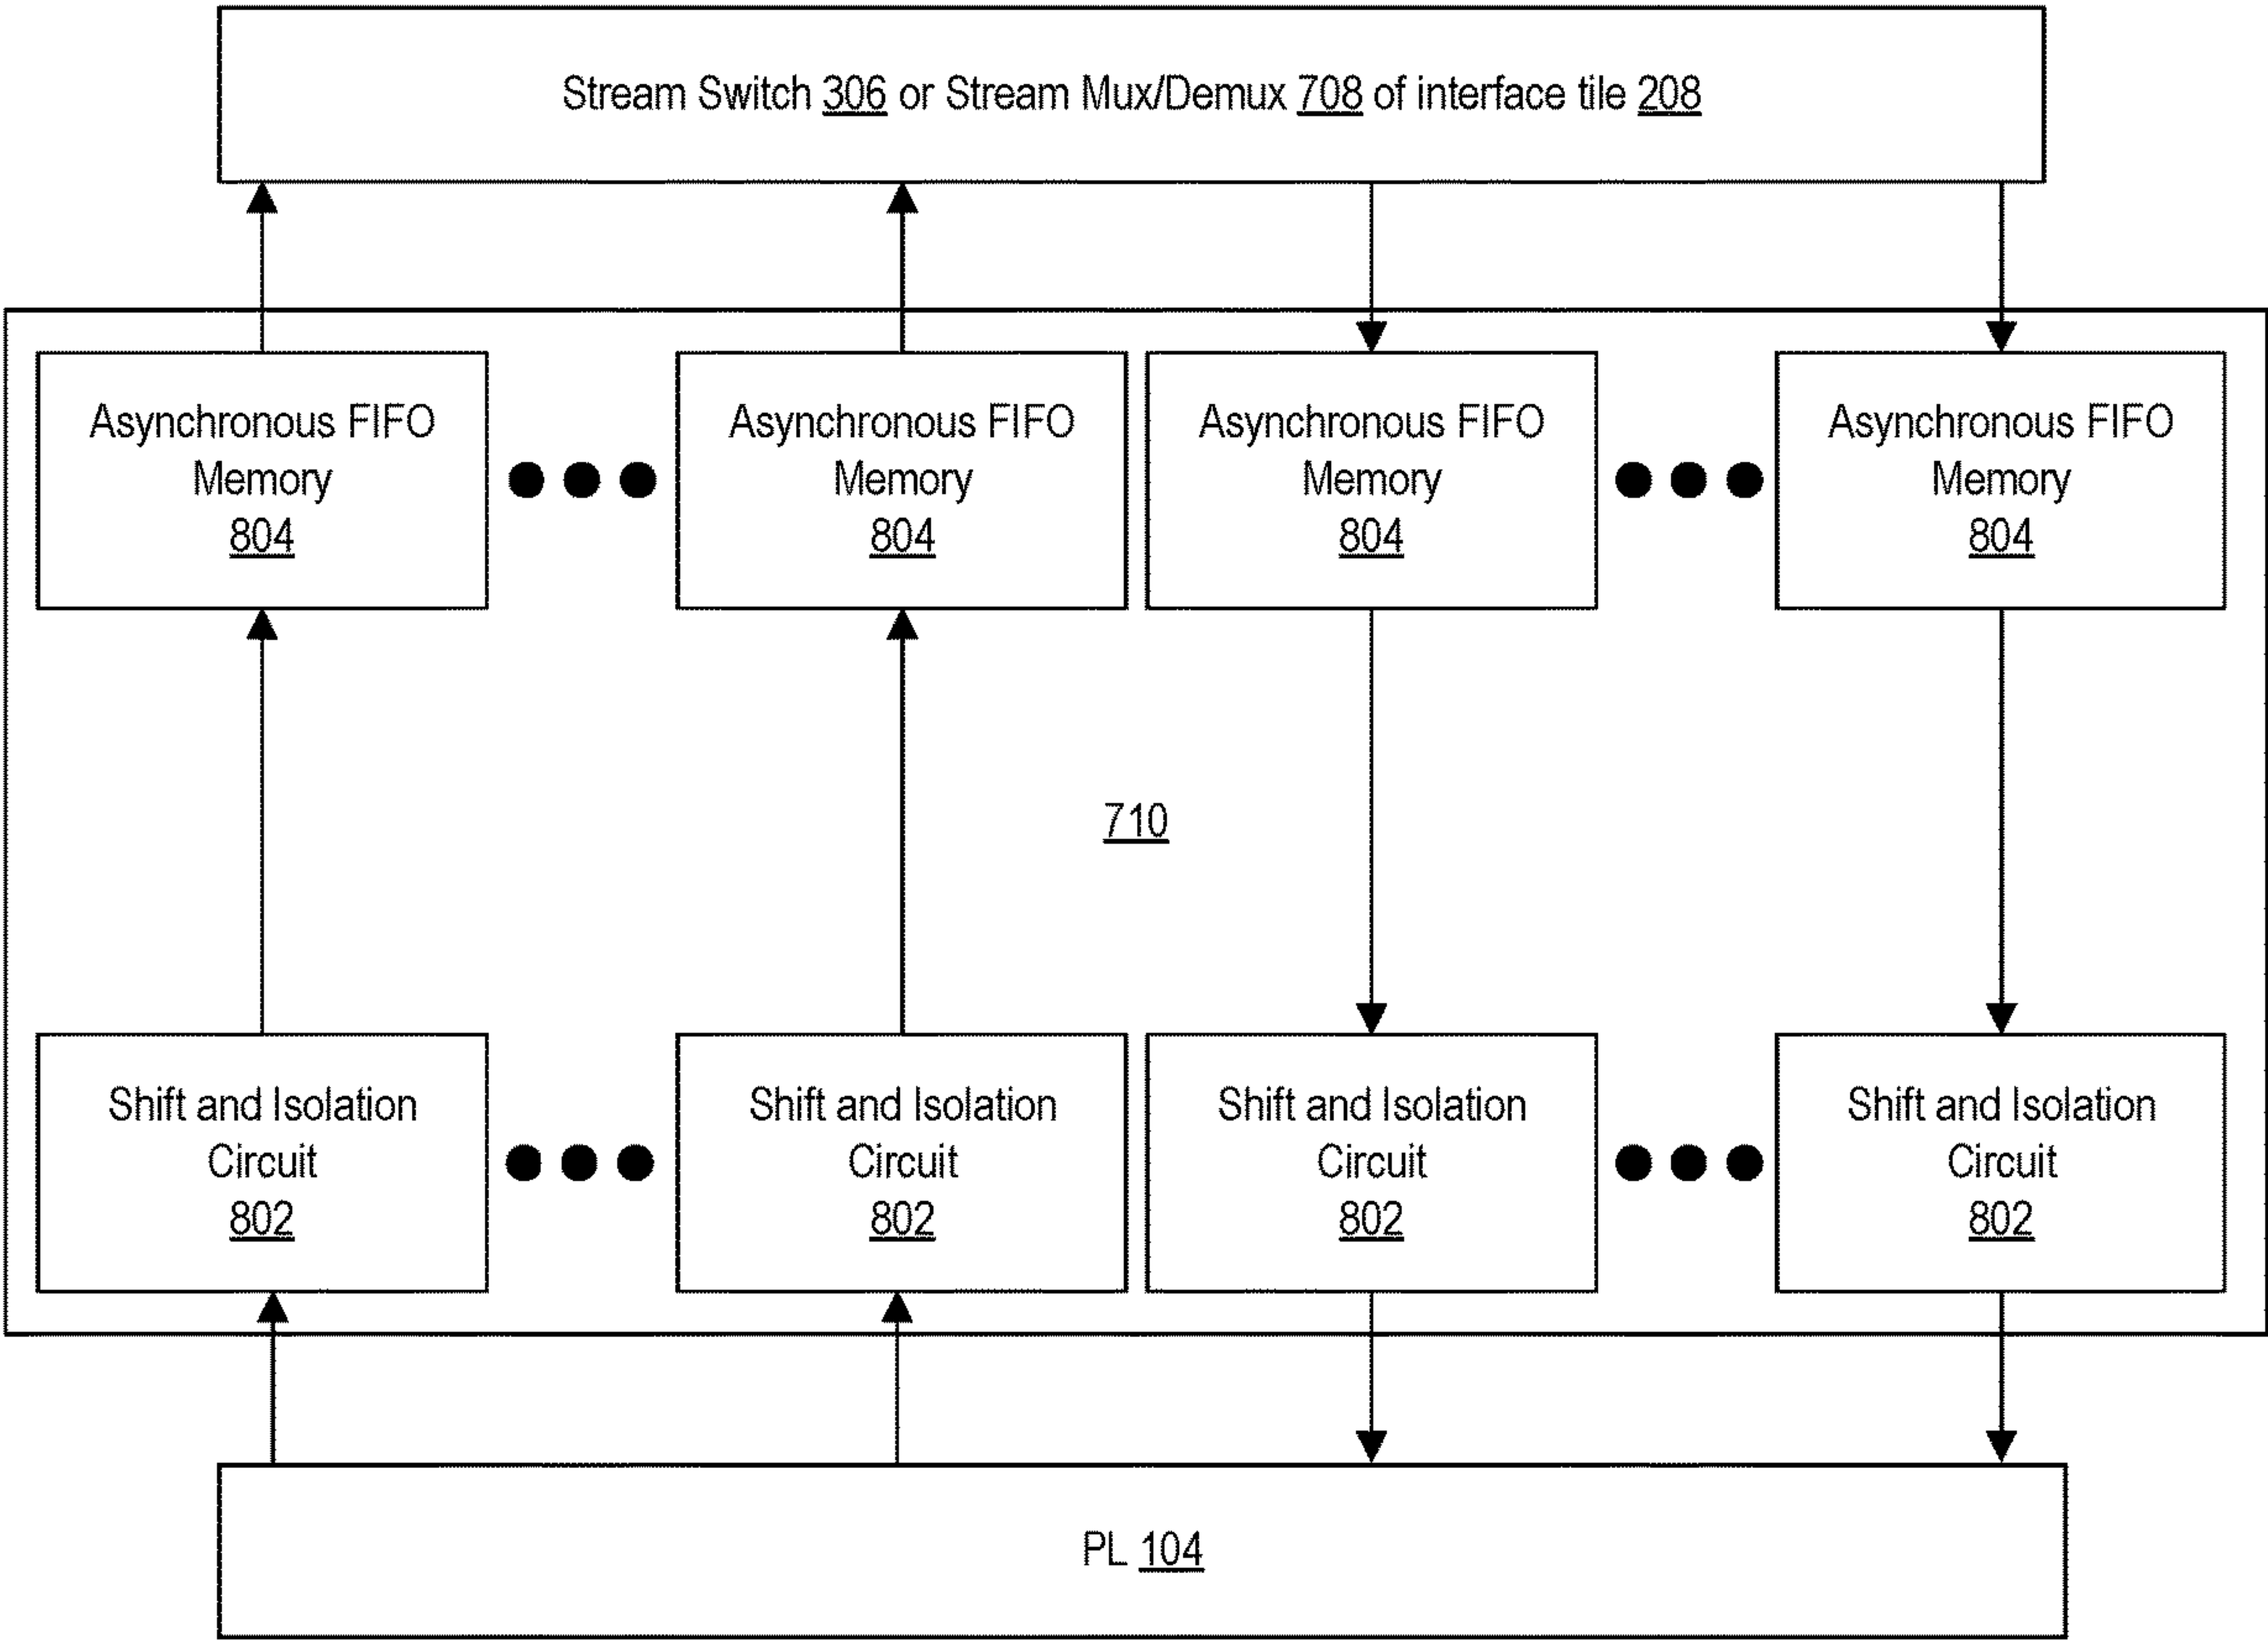 Stream Switch 306 or Stream Mux/Demux 708 of interface tile 208
Asynchronous FIFO
Memory
804
Asynchronous FIFO
Memory
804
Asynchronous FIFO
Memory
804
Asynchronous FIFO
Memory
804
710
Shift and Isolation
Circuit
802
Shift and Isolation
Circuit
802
Shift and Isolation
Circuit
802
Shift and Isolation
Circuit
802
PL 104